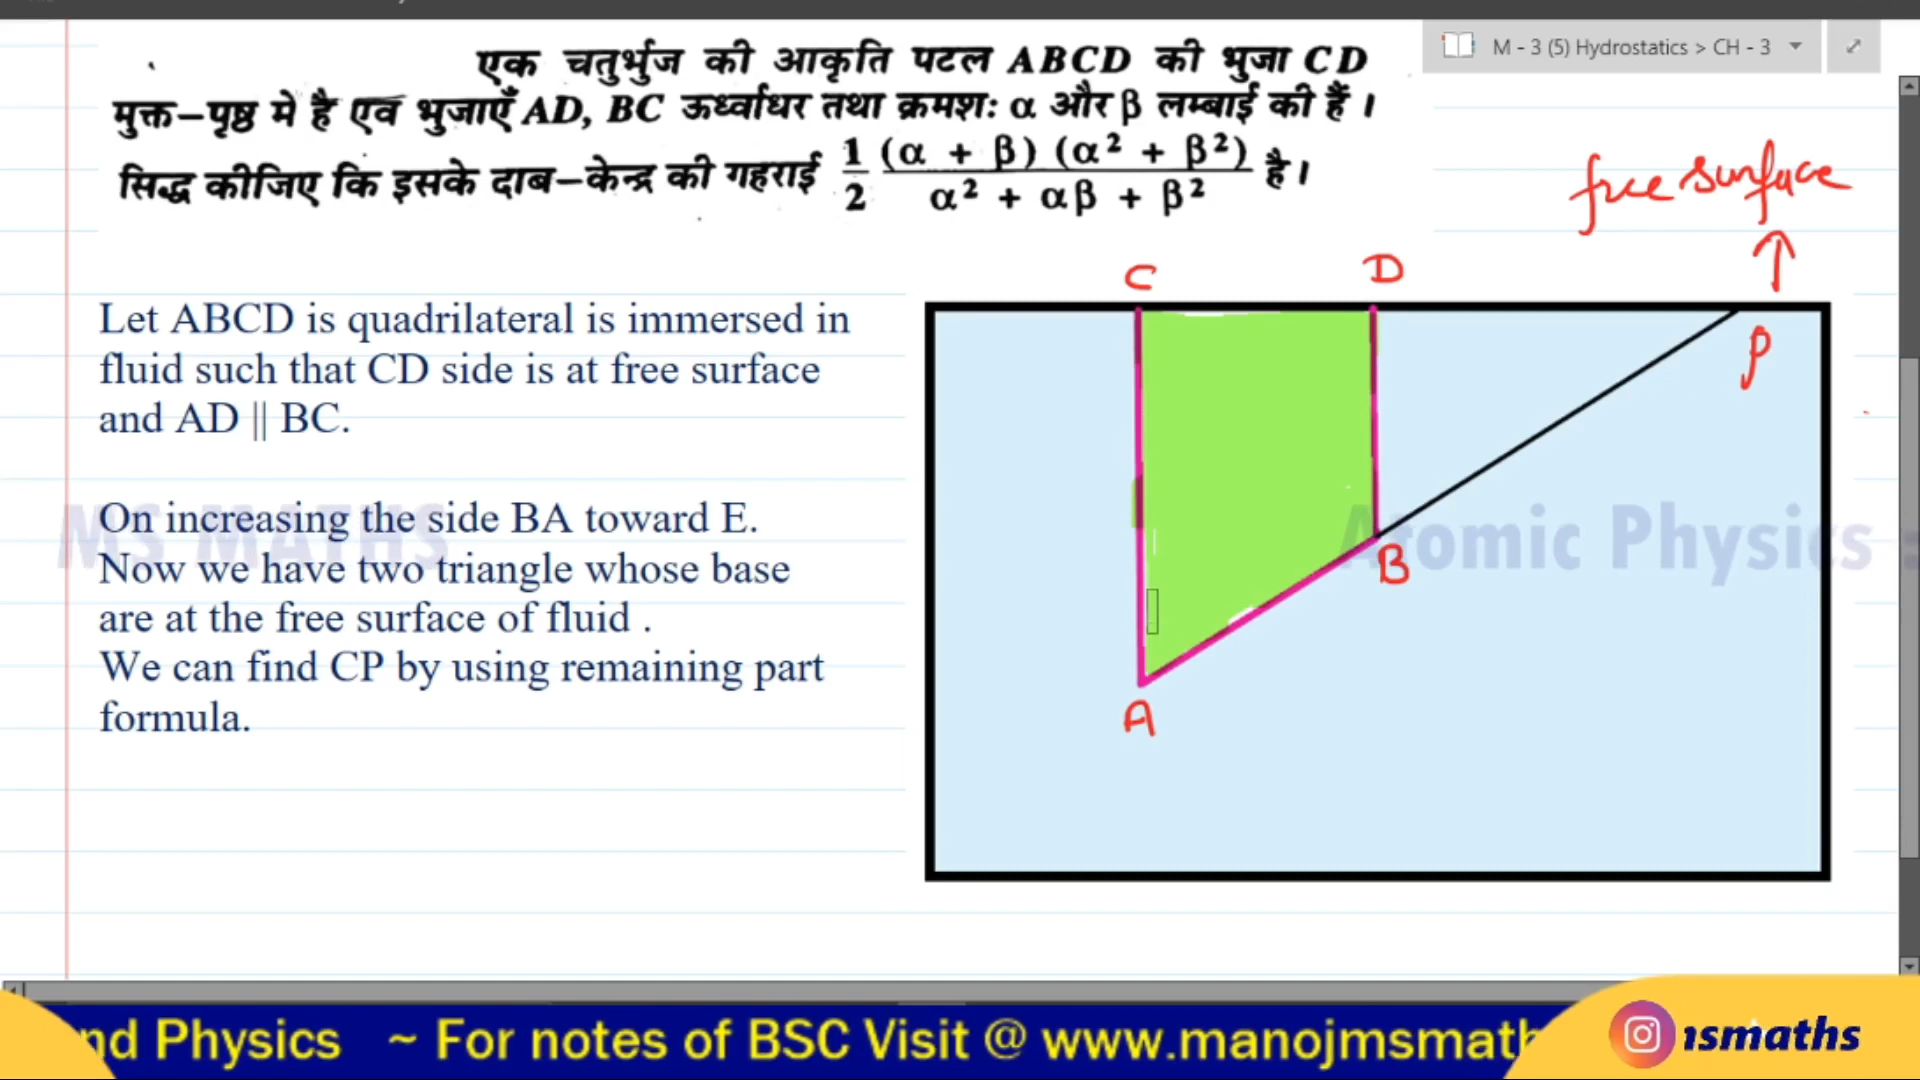 M - 3 (5) Hydrostatics > CH - 3
एक चतुर्भुज की आकृति पटल ABCD की भुजा CD
मुक्त-पृष्ठ मे है एवं भुजाएँ AD, BC ऊर्ध्वाधर तथा क्रमशः α और β लम्बाई की हैं ।
सिद्ध कीजिए कि इसके दाब-केन्द्र की गहराई 1/2 (α + β) (α² + β²) / α² + αβ + β² है ।
free surface
C
D
P
B
A
Let ABCD is quadrilateral is immersed in
fluid such that CD side is at free surface
and AD || BC.
On increasing the side BA toward E.
Now we have two triangle whose base
are at the free surface of fluid .
We can find CP by using remaining part
formula.
MS MATHS
Atomic Physics :
nd Physics ~ For notes of BSC Visit @ www.manojmsmath
msmaths